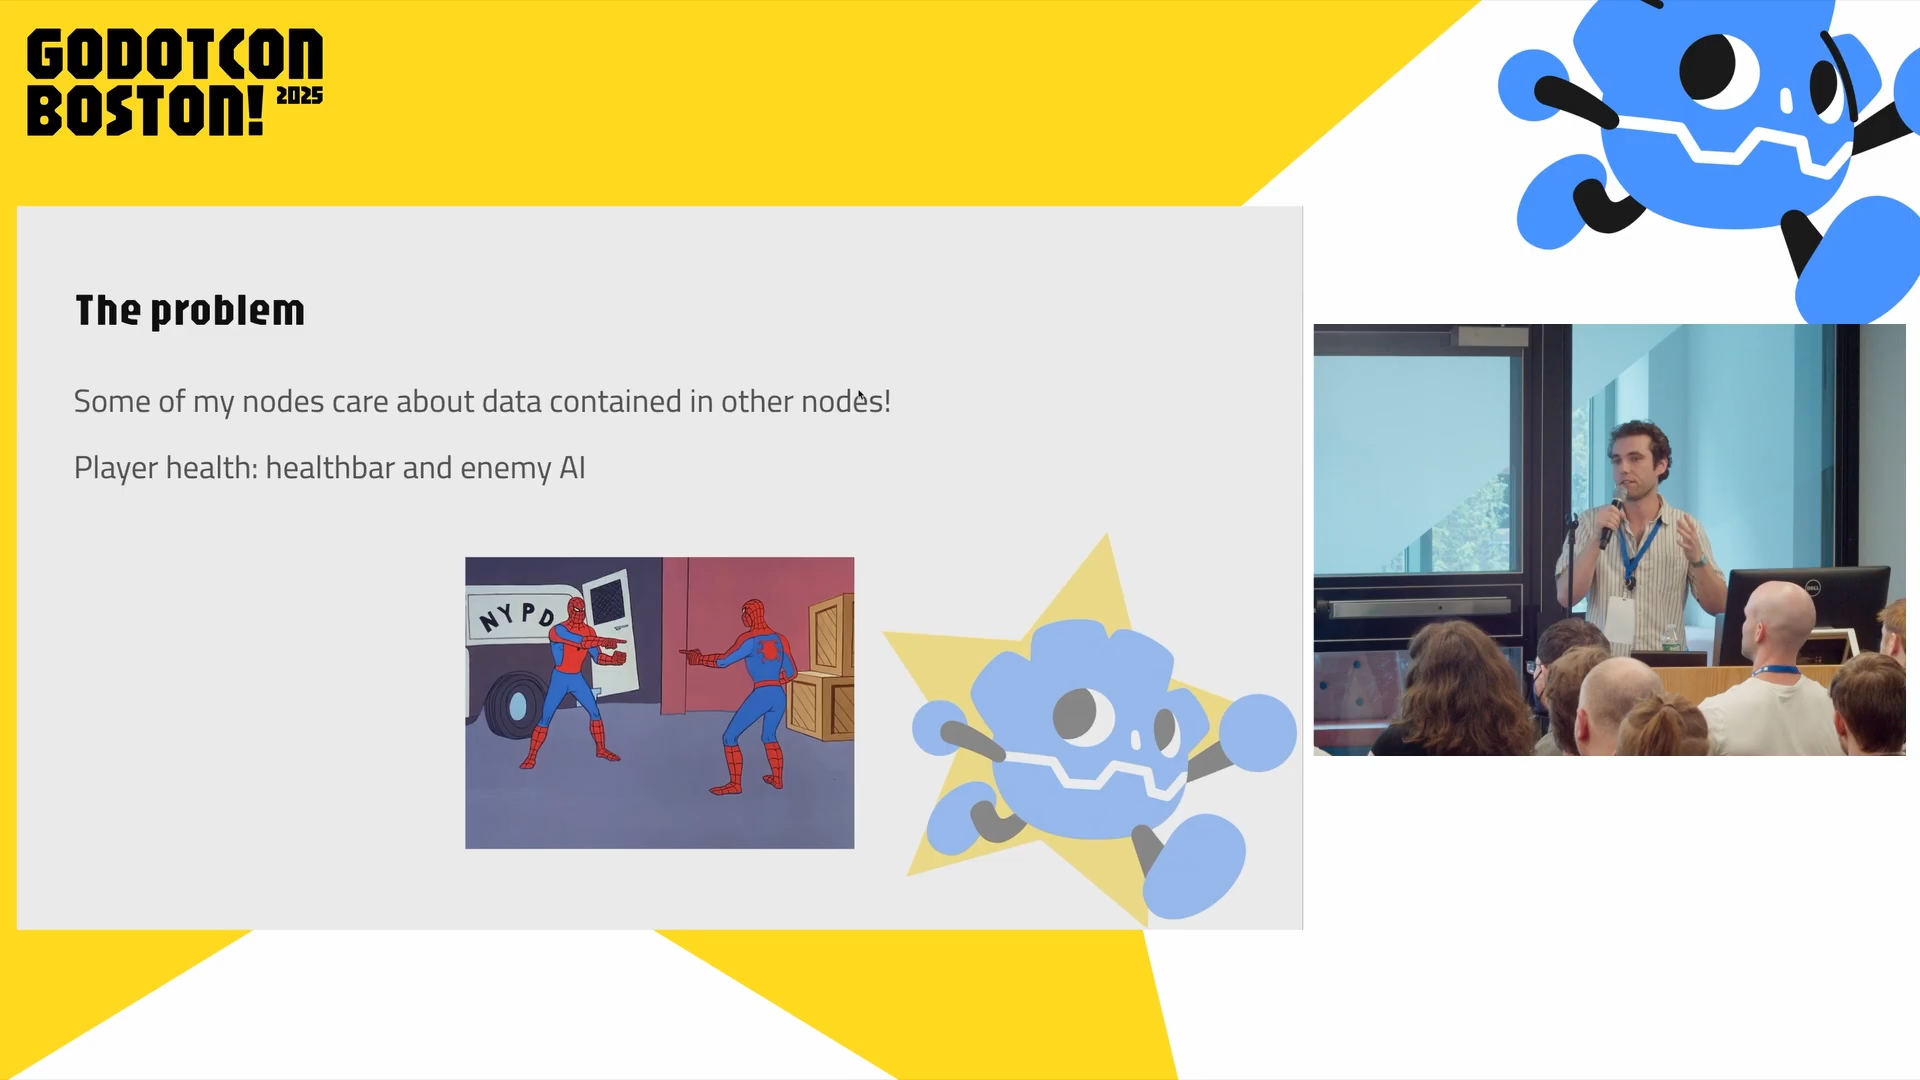 GODOTCON
BOSTON! 2025
The problem
Some of my nodes care about data contained in other nodes!
Player health: healthbar and enemy AI
NYPD
DELL